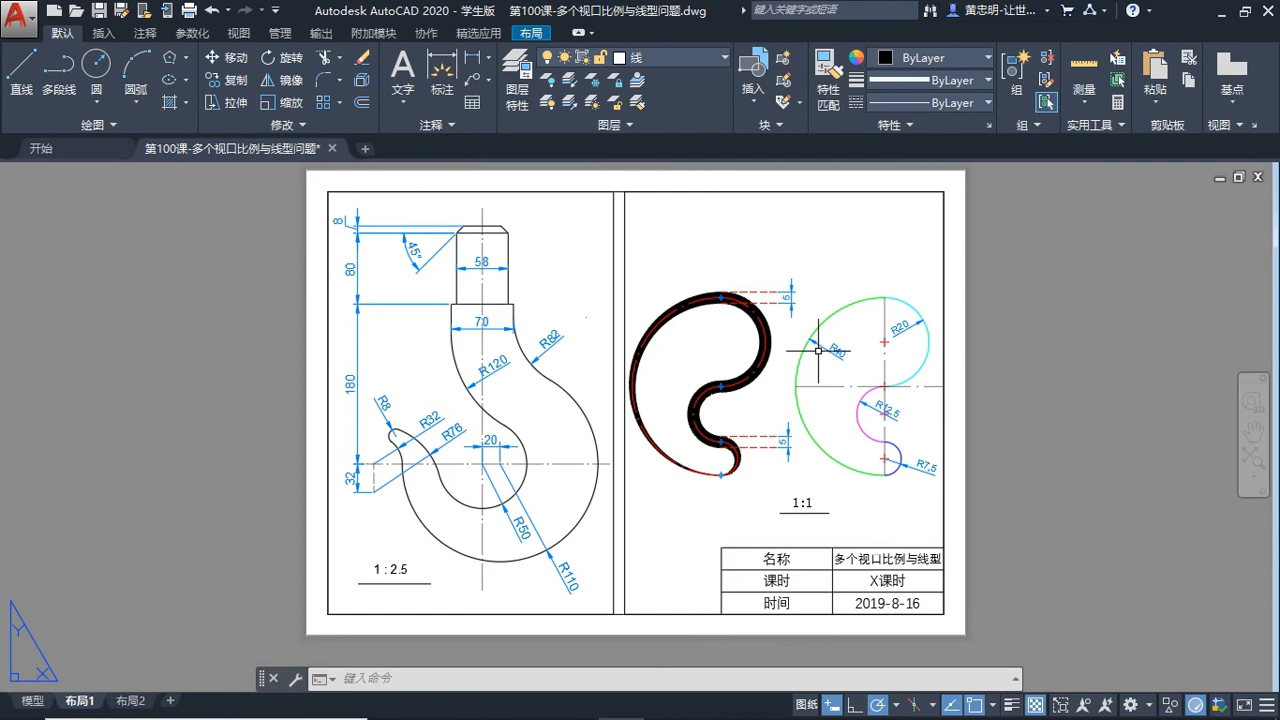 Autodesk AutoCAD 2020 - 学生版 第100课-多个视口比例与线型问题.dwg 键入关键字或短语 黄忠明-让世...
默认 插入 注释 参数化 视图 管理 输出 附加模块 协作 精选应用 布局
直线 多段线 圆 圆弧 移动 旋转 修剪
复制 镜像
拉伸 缩放
文字 标注
图层特性
线
插入
特性匹配
ByLayer
ByLayer
ByLayer
组 测量 粘贴 基点
绘图 修改 注释 图层 块 特性 组 实用工具 剪贴板 视图
开始 第100课-多个视口比例与线型问题*
8
45°
80
58
70
180
R82
R120
R8
R32
R76
20
32
R50
R110
1 : 2.5
5
5
R20
R40
R12,5
R7,5
1:1
名称 多个视口比例与线型
课时 X课时
时间 2019-8-16
Y
X
键入命令
模型 布局1 布局2
图纸